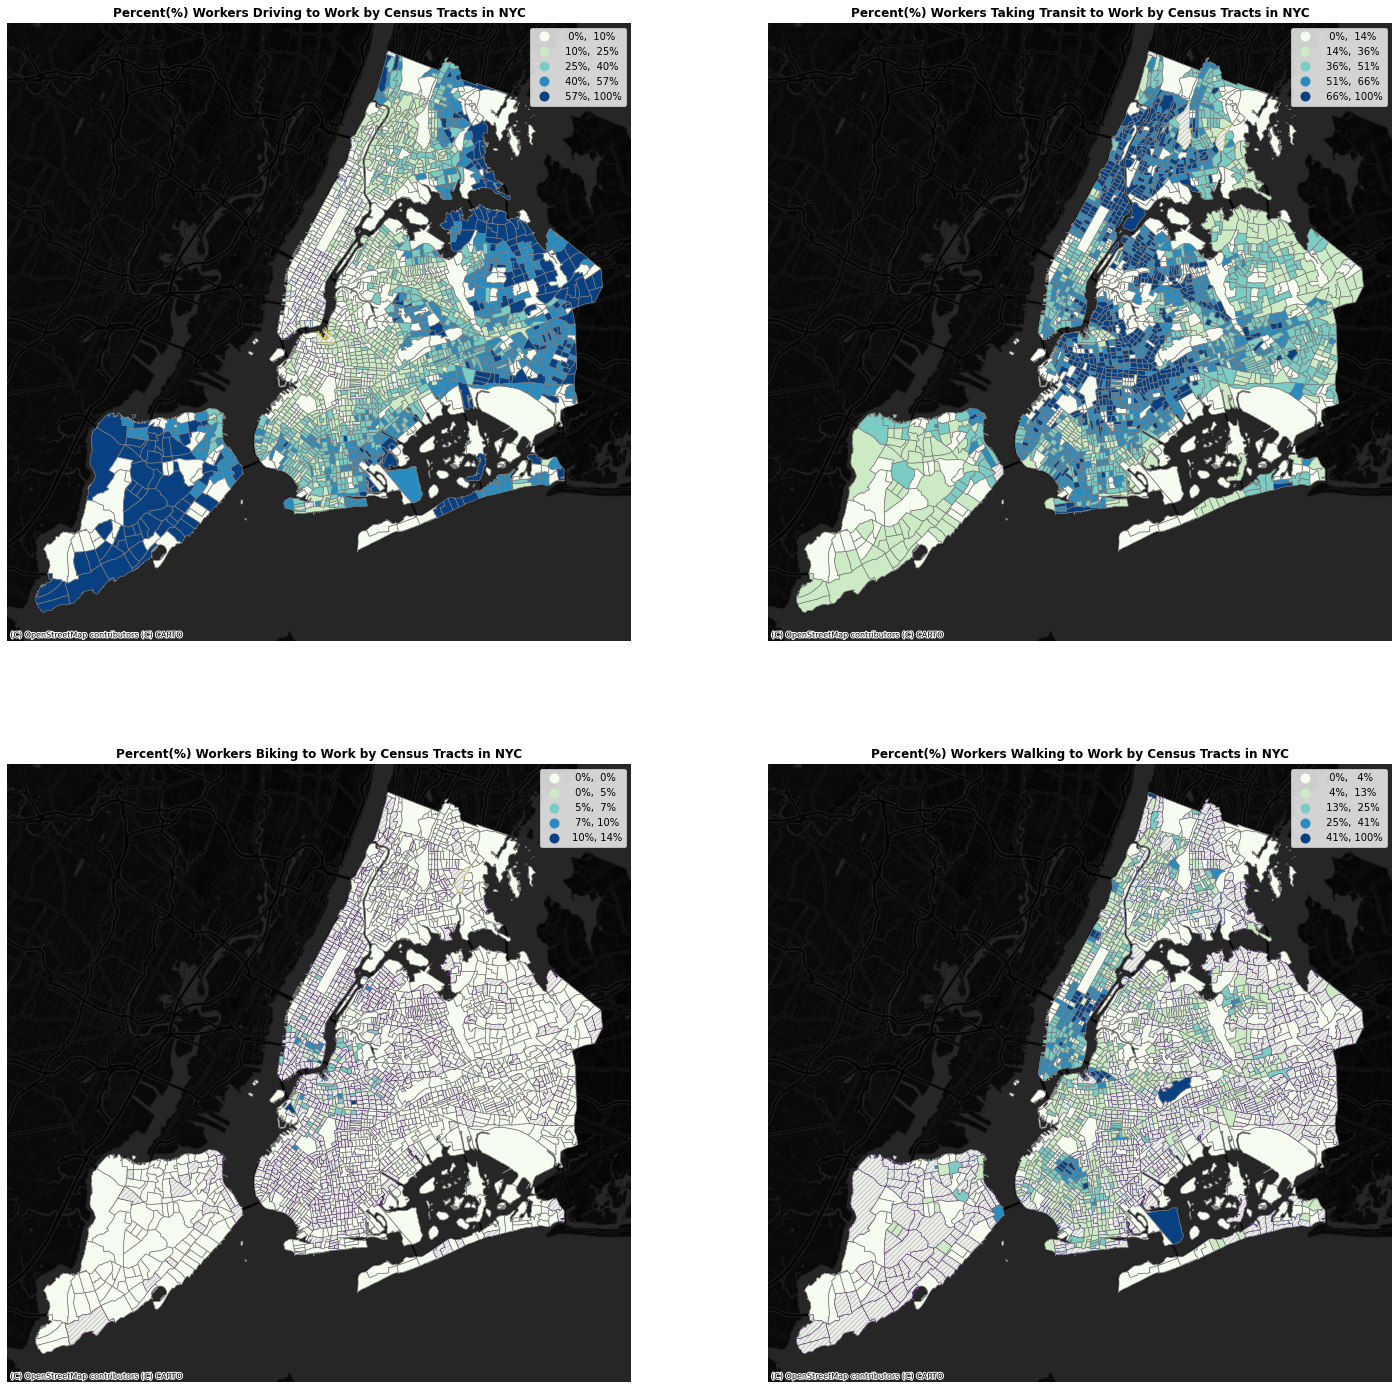 Percent(%) Workers Driving to Work by Census Tracts in NYC
0%, 10%
10%, 25%
25%, 40%
40%, 57%
57%, 100%
(C) OpenStreetMap contributors (C) CARTO
Percent(%) Workers Taking Transit to Work by Census Tracts in NYC
0%, 14%
14%, 36%
36%, 51%
51%, 66%
66%, 100%
(C) OpenStreetMap contributors (C) CARTO
Percent(%) Workers Biking to Work by Census Tracts in NYC
0%, 0%
0%, 5%
5%, 7%
7%, 10%
10%, 14%
(C) OpenStreetMap contributors (C) CARTO
Percent(%) Workers Walking to Work by Census Tracts in NYC
0%, 4%
4%, 13%
13%, 25%
25%, 41%
41%, 100%
(C) OpenStreetMap contributors (C) CARTO